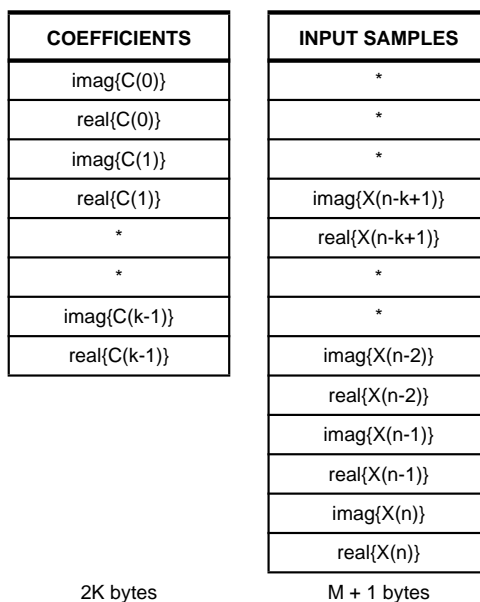 COEFFICIENTS
imag{C(0)}
real{C(0)}
imag{C(1)}
real{C(1)}
*
*
imag{C(k-1)}
real{C(k-1)}
2K bytes
INPUT SAMPLES
*
*
*
imag{X(n-k+1)}
real{X(n-k+1)}
*
*
imag{X(n-2)}
real{X(n-2)}
imag{X(n-1)}
real{X(n-1)}
imag{X(n)}
real{X(n)}
M + 1 bytes